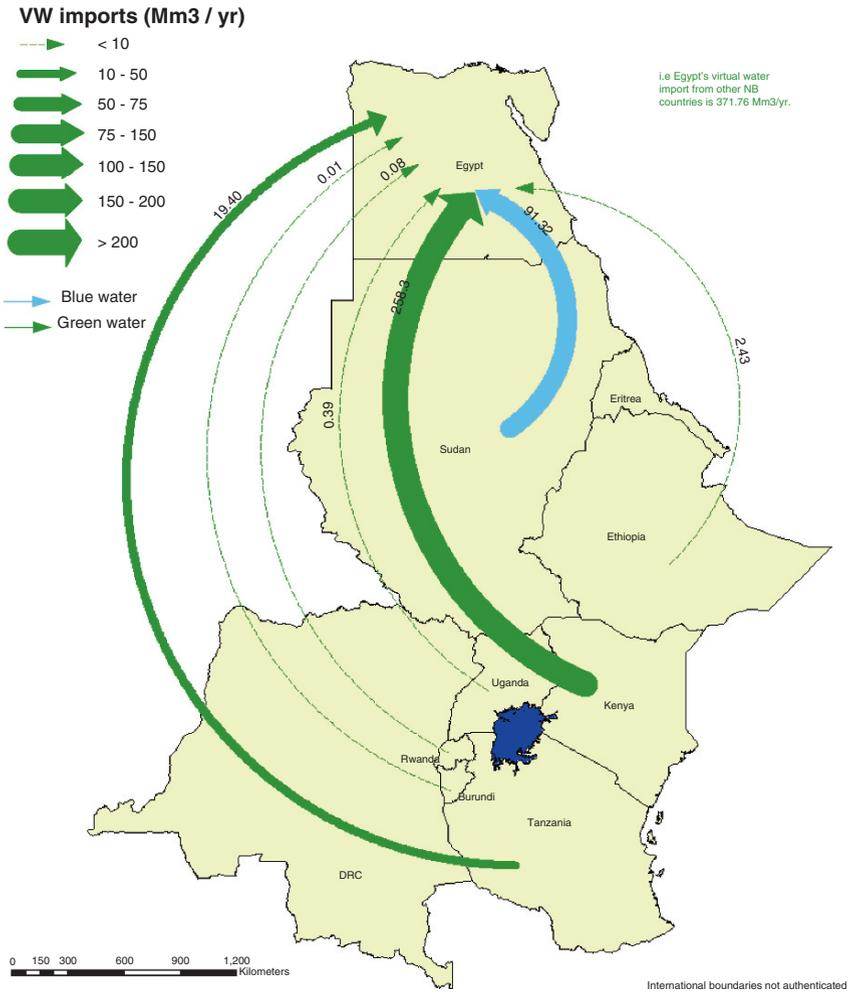 VW imports (Mm3 / yr)
< 10
10 - 50
50 - 75
75 - 150
100 - 150
150 - 200
> 200
Blue water
Green water
i.e Egypt's virtual water
import from other NB
countries is 371.76 Mm3/yr.
Egypt
19.40
0.01
0.08
91.32
258.3
2.43
0.39
Eritrea
Sudan
Ethiopia
Uganda
Kenya
Rwanda
Burundi
Tanzania
DRC
0 150 300 600 900 1,200
Kilometers
International boundaries not authenticated